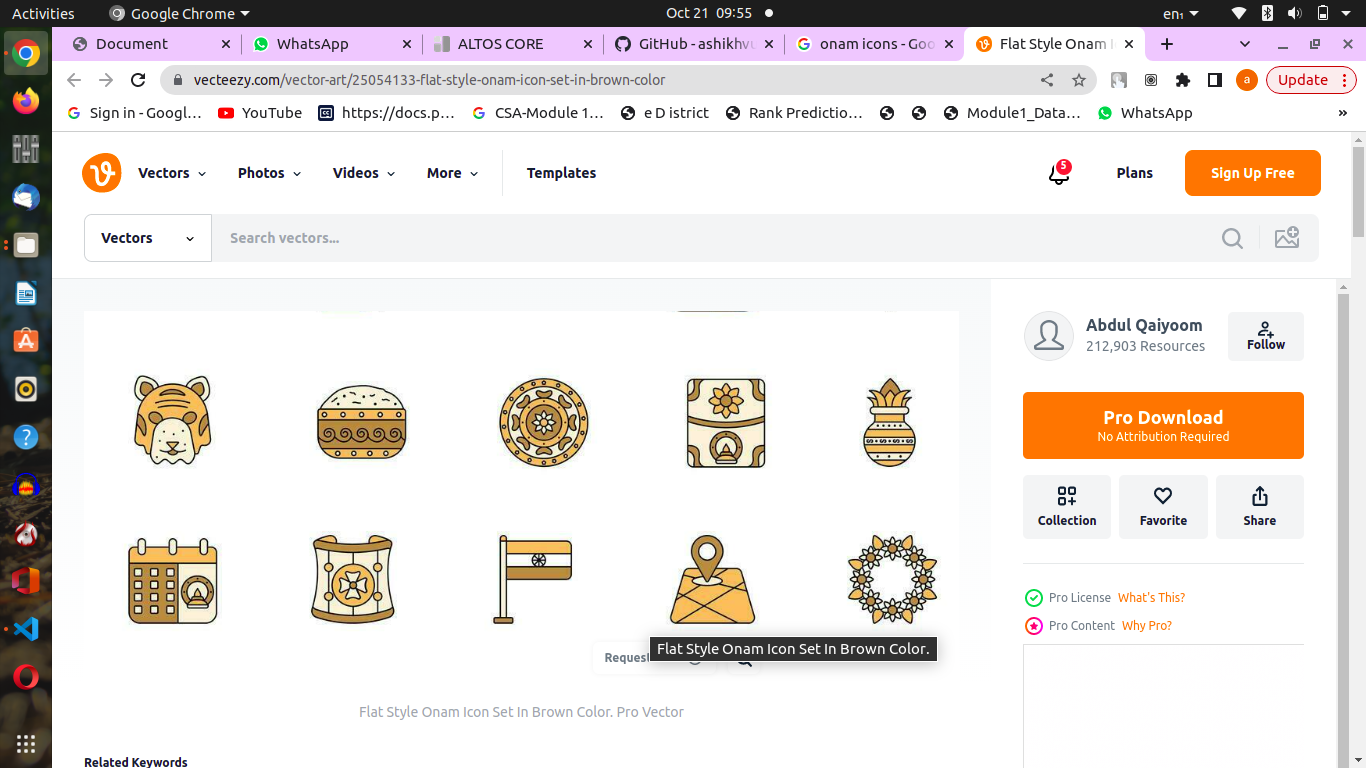 Activities Google Chrome Oct 21 09:55 en₁
Document WhatsApp ALTOS CORE GitHub - ashikhvu onam icons - Goo Flat Style Onam I
vecteezy.com/vector-art/25054133-flat-style-onam-icon-set-in-brown-color a Update
Sign in - Googl... YouTube https://docs.p... CSA-Module 1... e D istrict Rank Predictio... Module1_Data... WhatsApp »
Vectors Photos Videos More Templates 5 Plans Sign Up Free
Vectors Search vectors...
Abdul Qaiyoom
212,903 Resources
Follow
Pro Download
No Attribution Required
Collection Favorite Share
Pro License What's This?
Pro Content Why Pro?
Flat Style Onam Icon Set In Brown Color.
Request
Flat Style Onam Icon Set In Brown Color. Pro Vector
Related Keywords